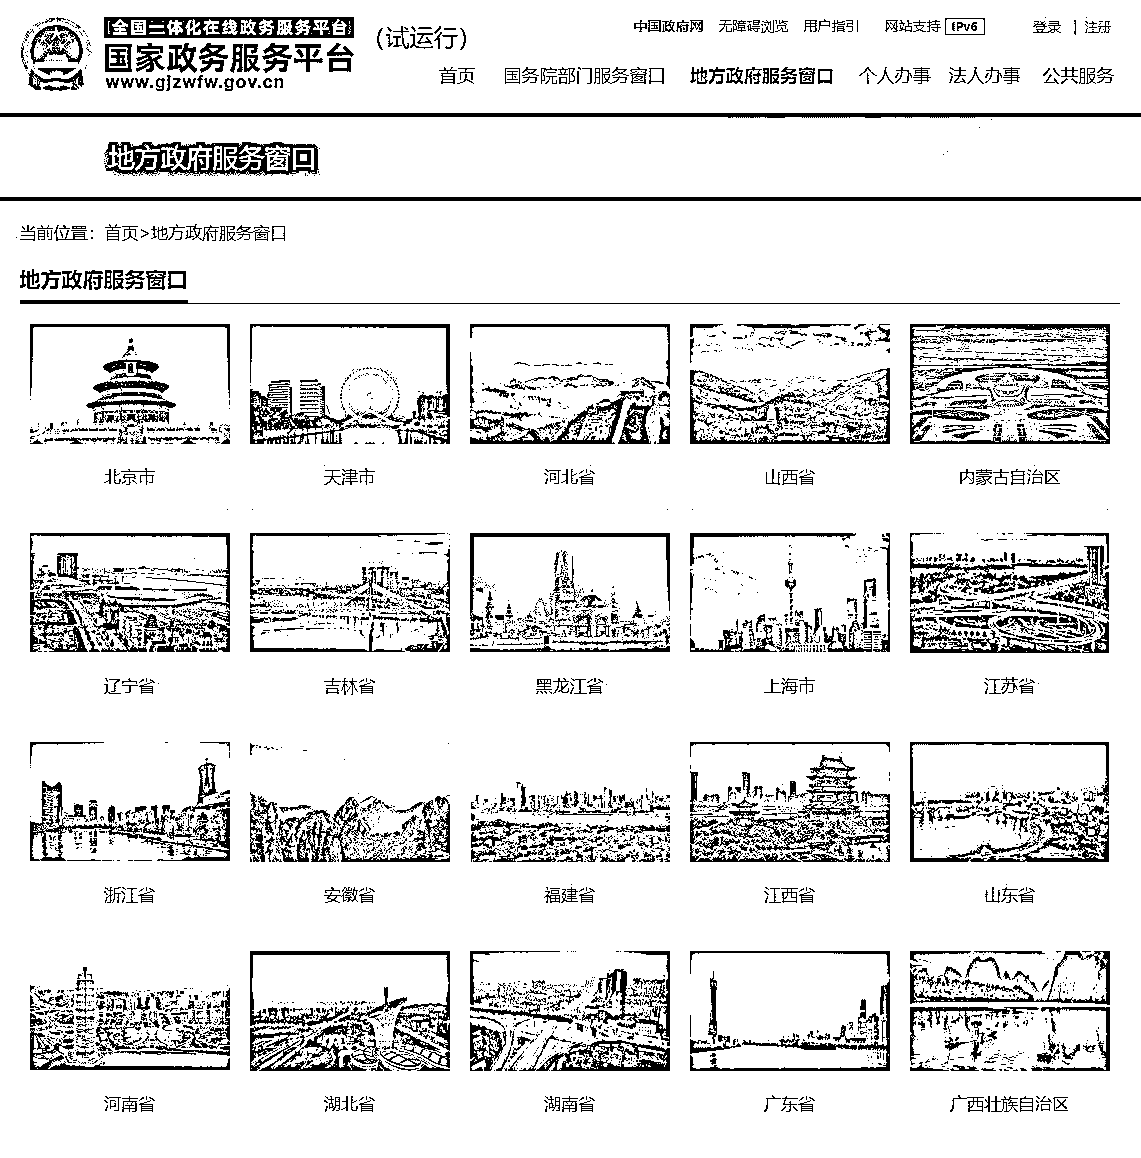 全国一体化在线政务服务平台
国家政务服务平台
www.gjzwfw.gov.cn
（试运行）
中国政府网 无障碍浏览 用户指引 网站支持 IPv6 登录 | 注册
首页 国务院部门服务窗口 地方政府服务窗口 个人办事 法人办事 公共服务
地方政府服务窗口
当前位置：首页>地方政府服务窗口
地方政府服务窗口
北京市 天津市 河北省 山西省 内蒙古自治区
辽宁省 吉林省 黑龙江省 上海市 江苏省
浙江省 安徽省 福建省 江西省 山东省
河南省 湖北省 湖南省 广东省 广西壮族自治区